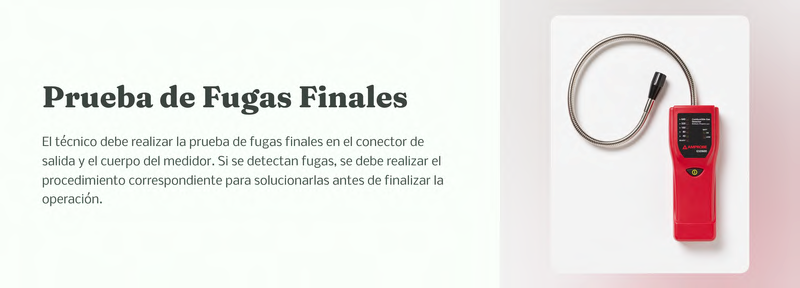 Prueba de Fugas Finales
El técnico debe realizar la prueba de fugas finales en el conector de
salida y el cuerpo del medidor. Si se detectan fugas, se debe realizar el
procedimiento correspondiente para solucionarlas antes de finalizar la
operación.